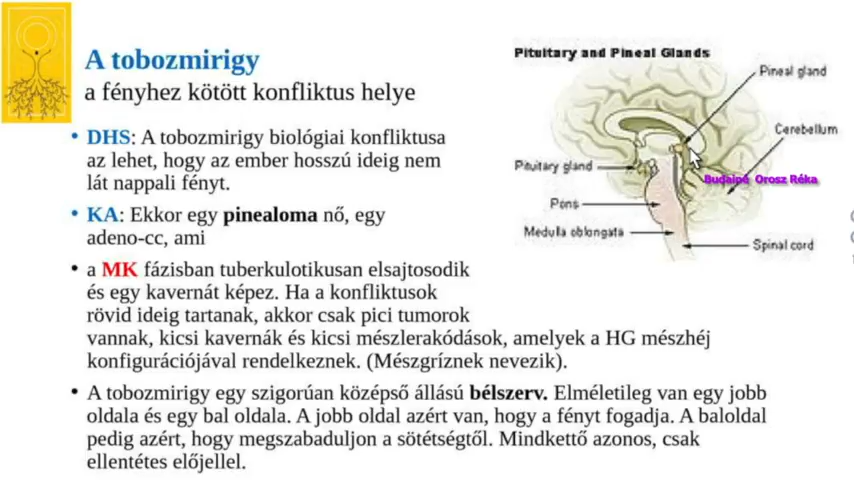 A tobozmirigy
a fényhez kötött konfliktus helye
• DHS: A tobozmirigy biológiai konfliktusa
az lehet, hogy az ember hosszú ideig nem
lát nappali fényt.
• KA: Ekkor egy pinealoma nő, egy
adeno-cc, ami
• a MK fázisban tuberkulotikusan elsajtosodik
és egy kavernát képez. Ha a konfliktusok
rövid ideig tartanak, akkor csak pici tumorok
vannak, kicsi kavernák és kicsi mészlerakódások, amelyek a HG mészhéj
konfigurációjával rendelkeznek. (Mészgríznek nevezik).
• A tobozmirigy egy szigorúan középső állású bélszerv. Elméletileg van egy jobb
oldala és egy bal oldala. A jobb oldal azért van, hogy a fényt fogadja. A baloldal
pedig azért, hogy megszabaduljon a sötétségtől. Mindkettő azonos, csak
ellentétes előjellel.
Pituitary and Pineal Glands
Pineal gland
Cerebellum
Pituitary gland
Budaipé Orosz Réka
Pons
Medulla oblongata
Spinal cord